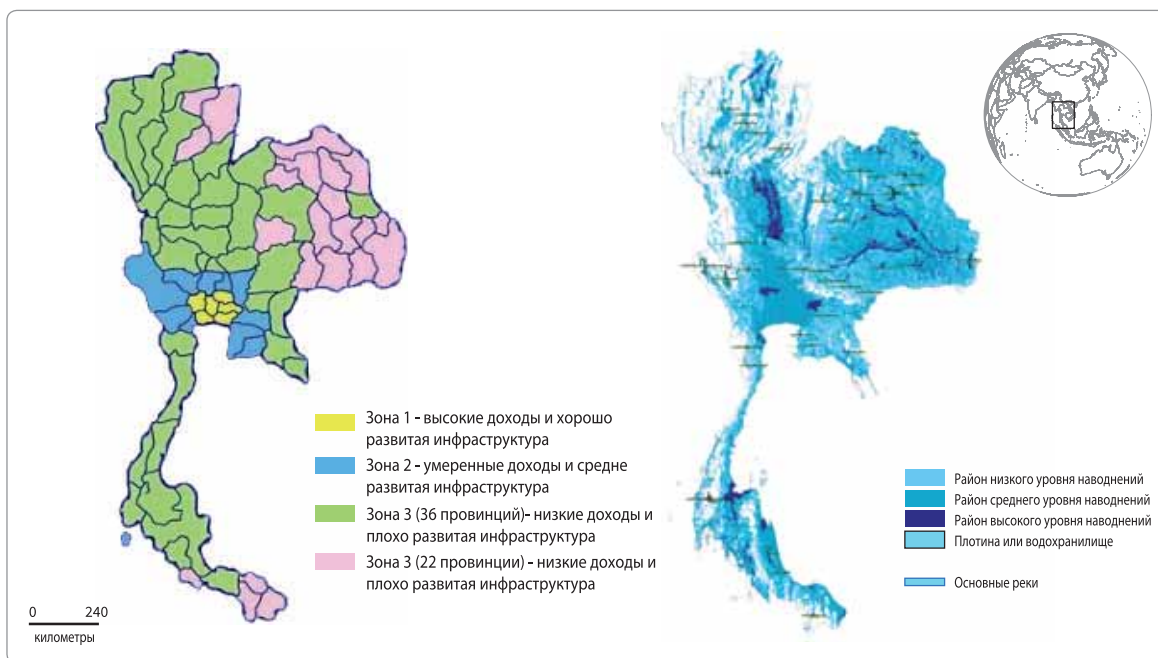 Зона 1 - высокие доходы и хорошо
развитая инфраструктура
Зона 2 - умеренные доходы и средне
развитая инфраструктура
Зона 3 (36 провинций)- низкие доходы и
плохо развитая инфраструктура
Зона 3 (22 провинции) - низкие доходы и
плохо развитая инфраструктура
0 240
километры
Район низкого уровня наводнений
Район среднего уровня наводнений
Район высокого уровня наводнений
Плотина или водохранилище
Основные реки